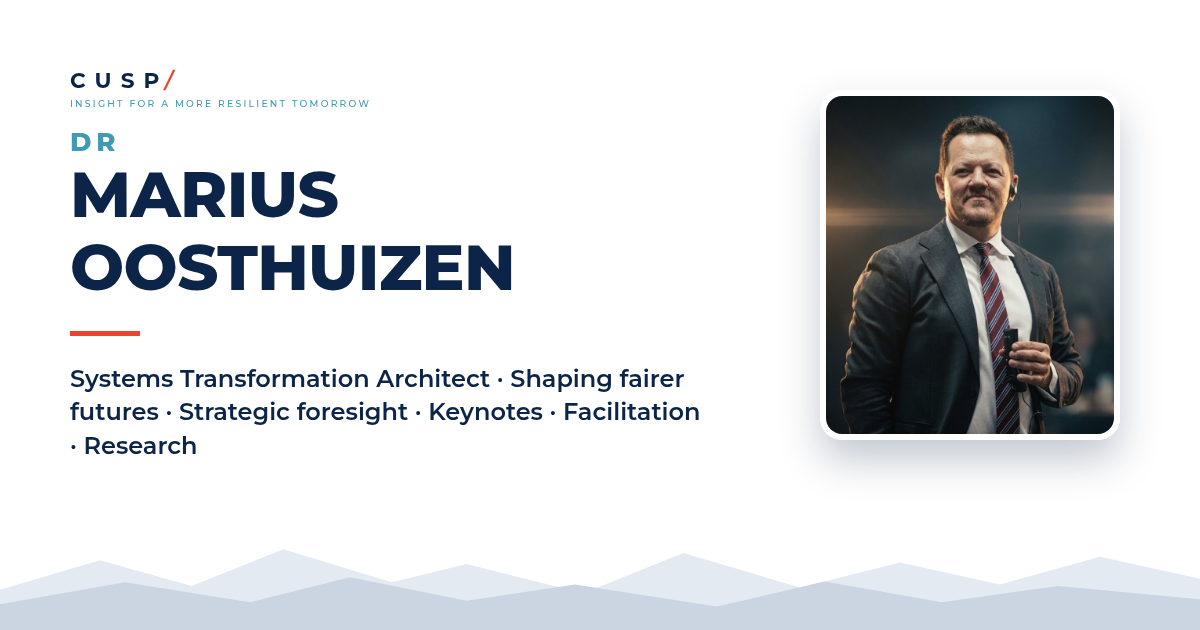 CUSP/
INSIGHT FOR A MORE RESILIENT TOMORROW
DR
MARIUS
OOSTHUIZEN
Systems Transformation Architect · Shaping fairer
futures · Strategic foresight · Keynotes · Facilitation
· Research